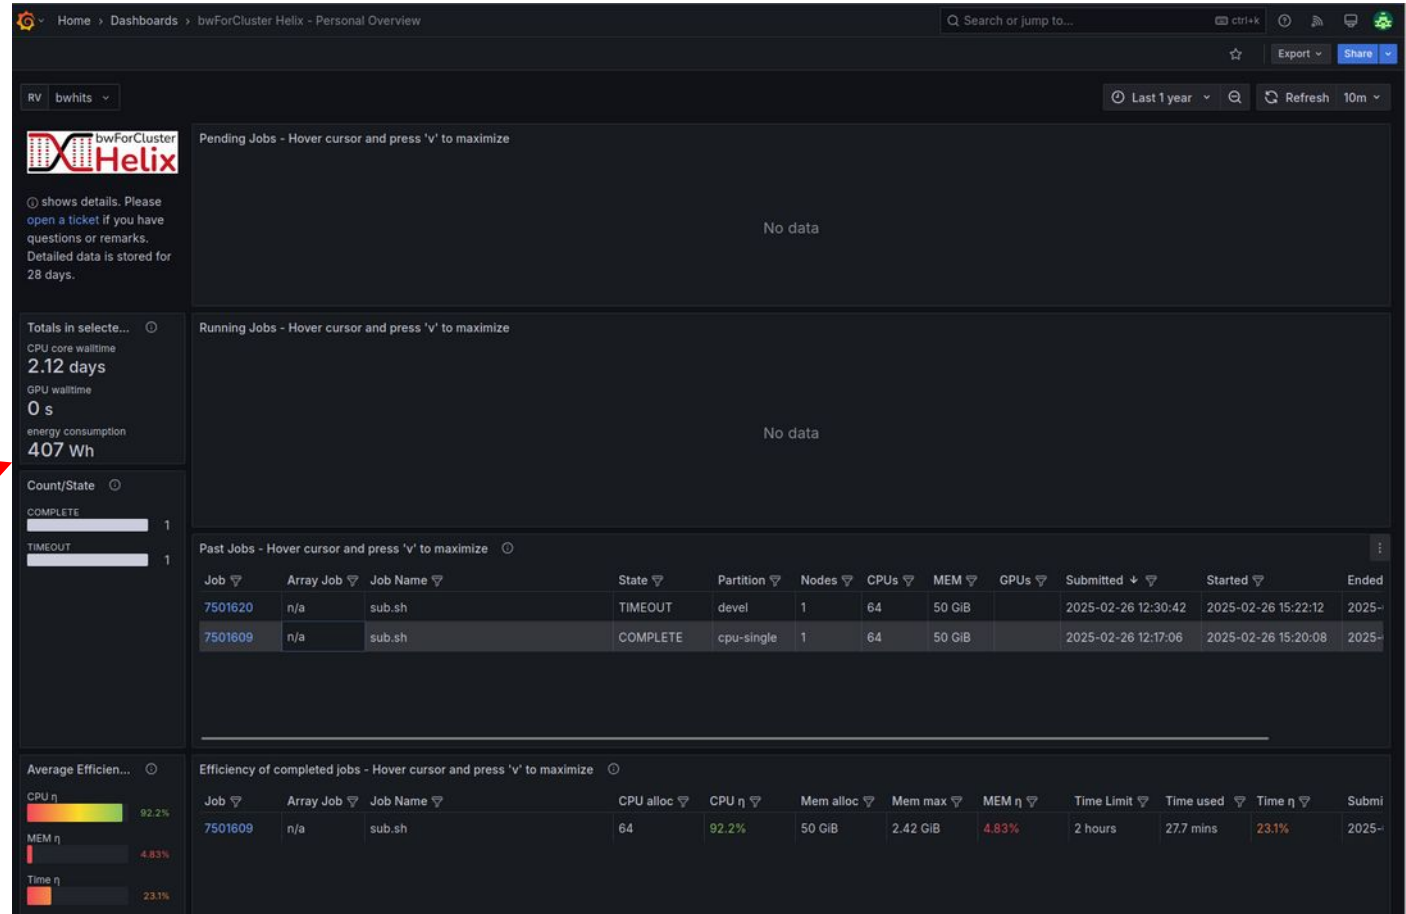 Home › Dashboards › bwForCluster Helix - Personal Overview
Search or jump to...
ctrl+k
Export
Share
RV bwhits
Last 1 year
Refresh 10m
bwForCluster
Helix
shows details. Please
open a ticket if you have
questions or remarks.
Detailed data is stored for
28 days.
Pending Jobs - Hover cursor and press 'v' to maximize
No data
Totals in selecte...
CPU core walltime
2.12 days
GPU walltime
0 s
energy consumption
407 Wh
Running Jobs - Hover cursor and press 'v' to maximize
No data
Count/State
COMPLETE
1
TIMEOUT
1
Past Jobs - Hover cursor and press 'v' to maximize
Job Array Job Job Name State Partition Nodes CPUs MEM GPUs Submitted Started Ended
7501620 n/a sub.sh TIMEOUT devel 1 64 50 GiB 2025-02-26 12:30:42 2025-02-26 15:22:12 2025-
7501609 n/a sub.sh COMPLETE cpu-single 1 64 50 GiB 2025-02-26 12:17:06 2025-02-26 15:20:08 2025-
Average Efficien...
CPU η
92.2%
MEM η
4.83%
Time η
23.1%
Efficiency of completed jobs - Hover cursor and press 'v' to maximize
Job Array Job Job Name CPU alloc CPU η Mem alloc Mem max MEM η Time Limit Time used Time η Submi
7501609 n/a sub.sh 64 92.2% 50 GiB 2.42 GiB 4.83% 2 hours 27.7 mins 23.1% 2025-